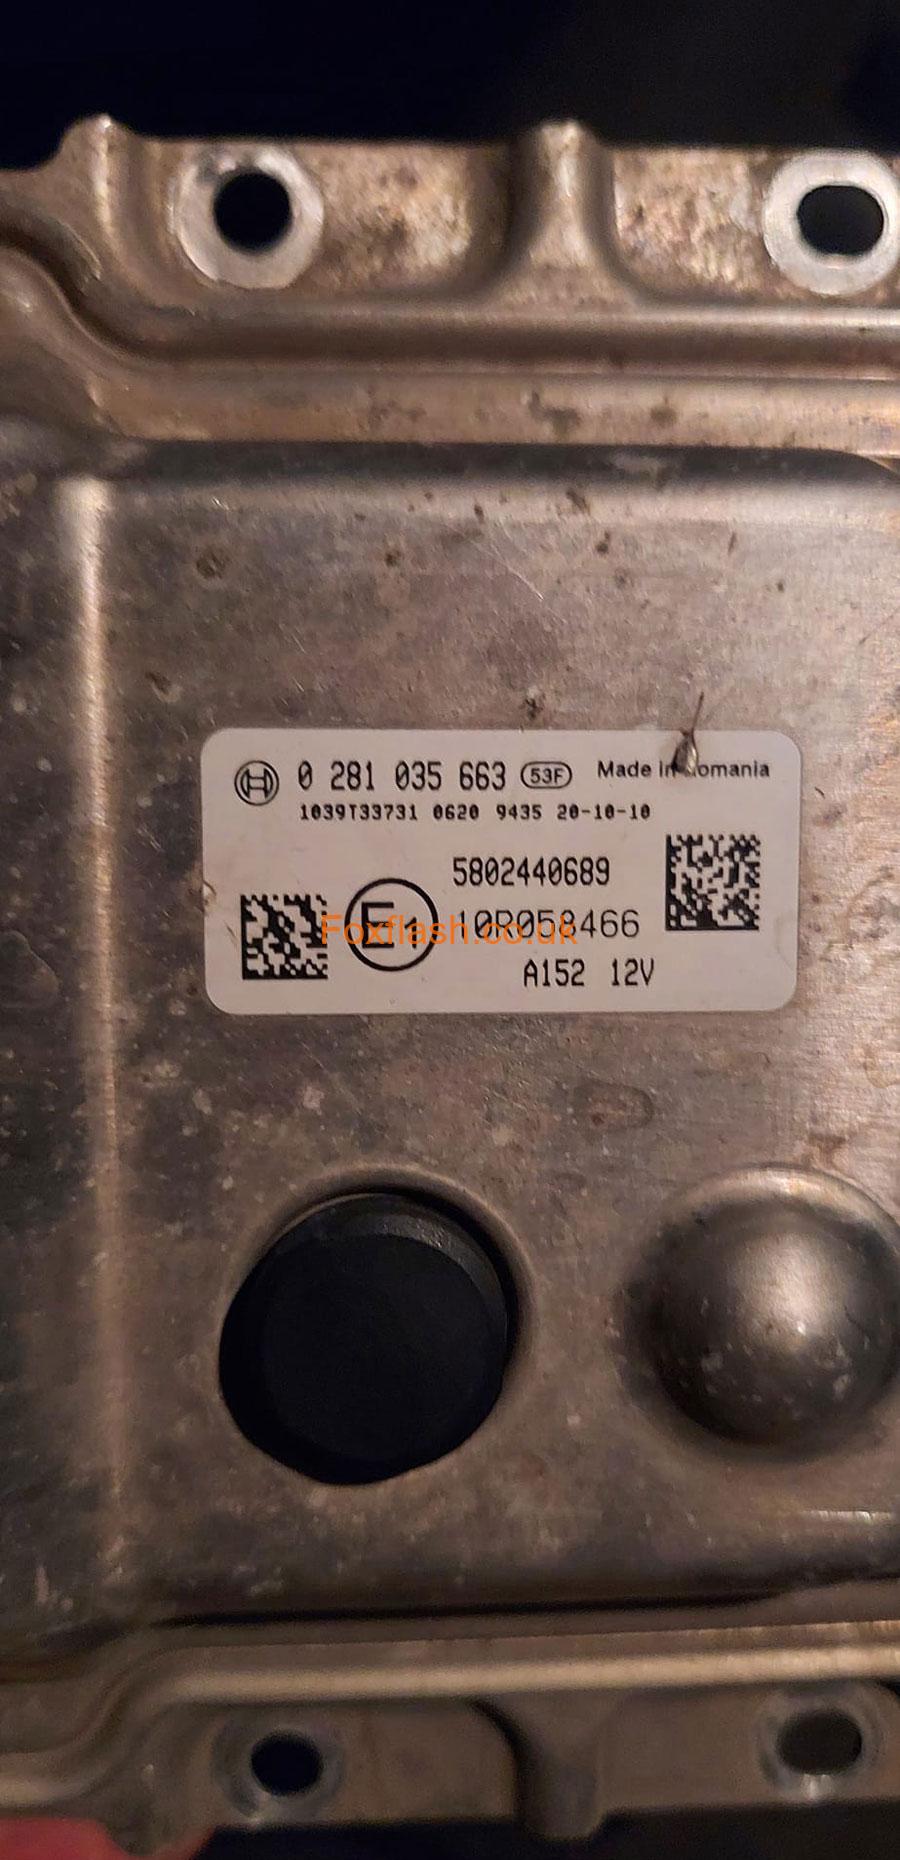 0 281 035 663 53F Made in Romania
1039T33731 0620 9435 20-10-10
5802440689
E1 10R058466
Foxflash.co.uk
A152 12V